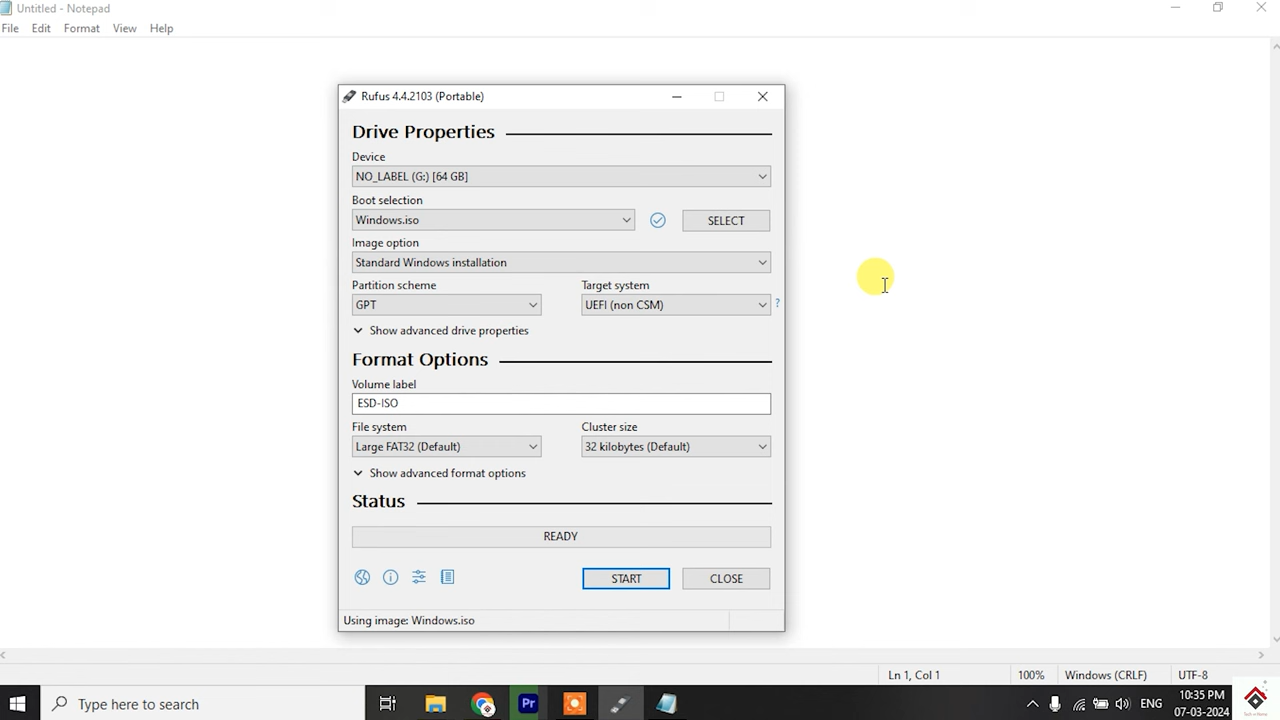 Untitled - Notepad
File Edit Format View Help
Rufus 4.4.2103 (Portable)
Drive Properties
Device
NO_LABEL (G:) [64 GB]
Boot selection
Windows.iso
SELECT
Image option
Standard Windows installation
Partition scheme
Target system
GPT
UEFI (non CSM)
?
Show advanced drive properties
Format Options
Volume label
ESD-ISO
File system
Cluster size
Large FAT32 (Default)
32 kilobytes (Default)
Show advanced format options
Status
READY
START
CLOSE
Using image: Windows.iso
Ln 1, Col 1
100%
Windows (CRLF)
UTF-8
Type here to search
Pr
ENG
10:35 PM
07-03-2024